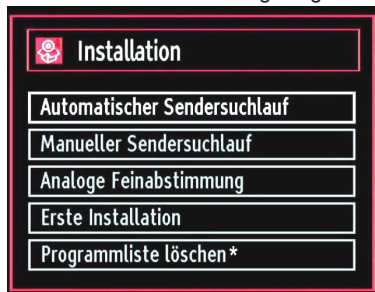 Installation
Automatischer Sendersuchlauf
Manueller Sendersuchlauf
Analoge Feinabstimmung
Erste Installation
Programmliste löschen*